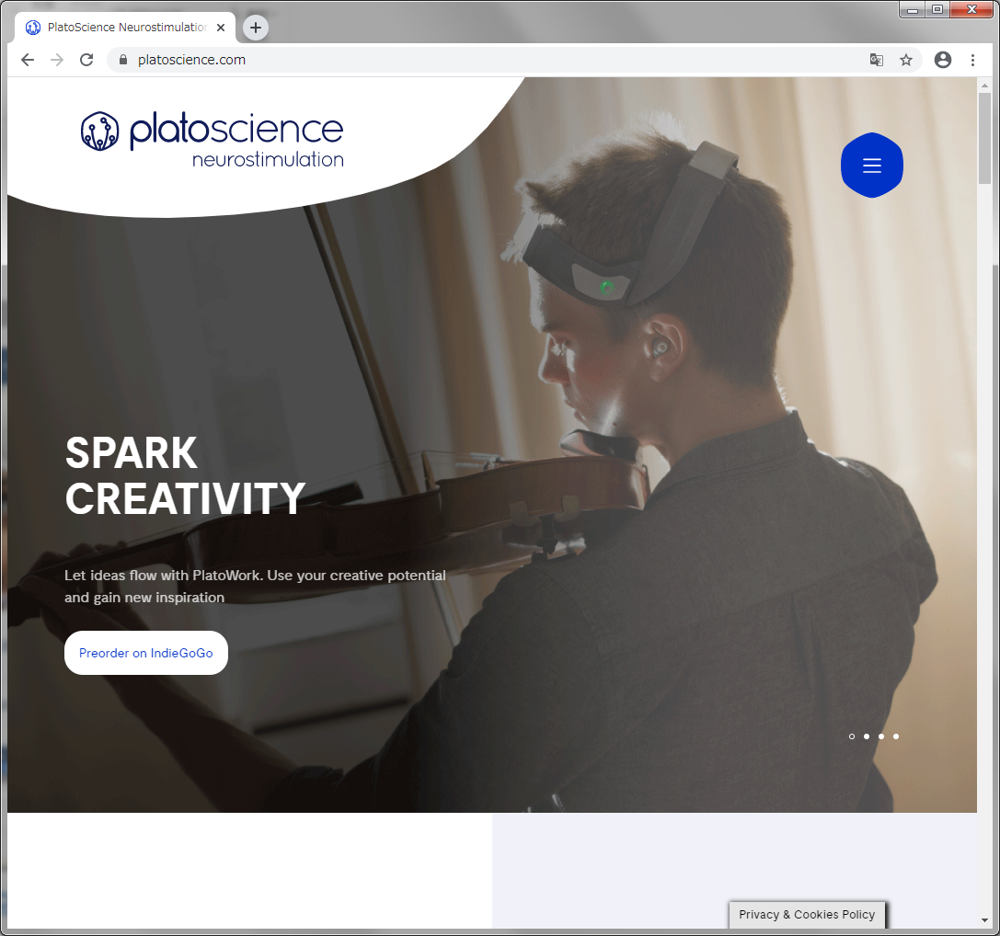 PlatoScience Neurostimulation
platoscience.com
platoscience
neurostimulation
SPARK
CREATIVITY
Let ideas flow with PlatoWork. Use your creative potential
and gain new inspiration
Preorder on IndieGoGo
Privacy & Cookies Policy